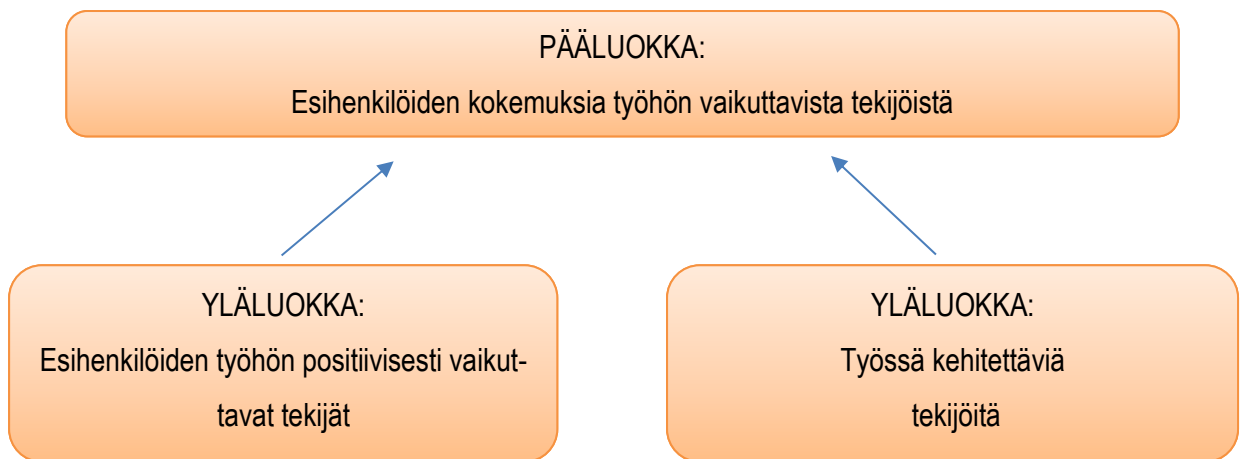 PÄÄLUOKKA:
Esihenkilöiden kokemuksia työhön vaikuttavista tekijöistä
YLÄLUOKKA:
Esihenkilöiden työhön positiivisesti vaikut-
tavat tekijät
YLÄLUOKKA:
Työssä kehitettäviä
tekijöitä